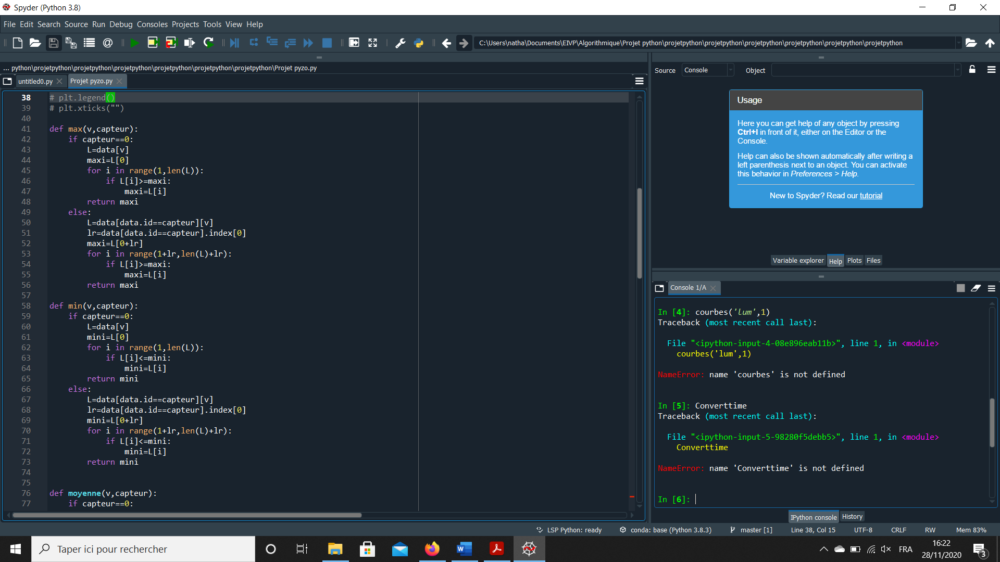 Spyder (Python 3.8)
File Edit Search Source Run Debug Consoles Projects Tools View Help
C:\Users\natha\Documents\EIVP\Algorithmique\Projet python\projetpython\projetpython\projetpython\projetpython\projetpython\projetpython
... python\projetpython\projetpython\projetpython\projetpython\projetpython\projetpython\Projet pyzo.py
untitled0.py
Projet pyzo.py
38 # plt.legend()
39 # plt.xticks("")
40
41 def max(v,capteur):
42     if capteur==0:
43         L=data[v]
44         maxi=L[0]
45         for i in range(1,len(L)):
46             if L[i]>=maxi:
47                 maxi=L[i]
48         return maxi
49     else:
50         L=data[data.id==capteur][v]
51         lr=data[data.id==capteur].index[0]
52         maxi=L[0+lr]
53         for i in range(1+lr,len(L)+lr):
54             if L[i]>=maxi:
55                 maxi=L[i]
56         return maxi
57
58 def min(v,capteur):
59     if capteur==0:
60         L=data[v]
61         mini=L[0]
62         for i in range(1,len(L)):
63             if L[i]<=mini:
64                 mini=L[i]
65         return mini
66     else:
67         L=data[data.id==capteur][v]
68         lr=data[data.id==capteur].index[0]
69         mini=L[0+lr]
70         for i in range(1+lr,len(L)+lr):
71             if L[i]<=mini:
72                 mini=L[i]
73         return mini
74
75
76 def moyenne(v,capteur):
77     if capteur==0:
Source Console Object
Usage
Here you can get help of any object by pressing
Ctrl+I in front of it, either on the Editor or the
Console.
Help can also be shown automatically after writing a
left parenthesis next to an object. You can activate
this behavior in Preferences > Help.
New to Spyder? Read our tutorial
Variable explorer Help Plots Files
Console 1/A
In [4]: courbes('lum',1)
Traceback (most recent call last):
File "<ipython-input-4-08e896eab11b>", line 1, in <module>
courbes('lum',1)
NameError: name 'courbes' is not defined
In [5]: Converttime
Traceback (most recent call last):
File "<ipython-input-5-98280f5debb5>", line 1, in <module>
Converttime
NameError: name 'Converttime' is not defined
In [6]:
IPython console History
LSP Python: ready conda: base (Python 3.8.3) master [1] Line 38, Col 15 UTF-8 CRLF RW Mem 83%
Taper ici pour rechercher
FRA
16:22
28/11/2020
3